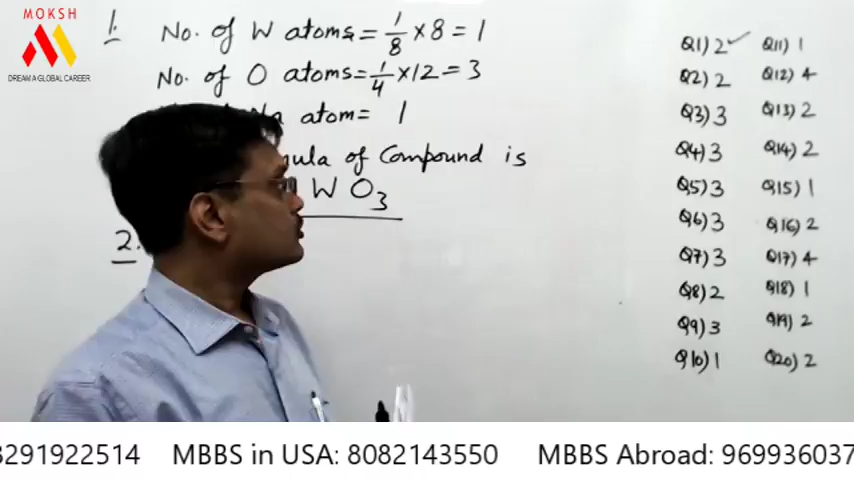 MOKSH
DREAM A GLOBAL CAREER
1. No. of W atoms = 1/8 × 8 = 1
No. of O atoms = 1/4 × 12 = 3
atom = 1
of Compound is
W O3
2.
Q1) 2 ✓
Q2) 2
Q3) 3
Q4) 3
Q5) 3
Q6) 3
Q7) 3
Q8) 2
Q9) 3
Q10) 1
Q11) 1
Q12) 4
Q13) 2
Q14) 2
Q15) 1
Q16) 2
Q17) 4
Q18) 1
Q19) 2
Q20) 2
3291922514 MBBS in USA: 8082143550 MBBS Abroad: 969936037